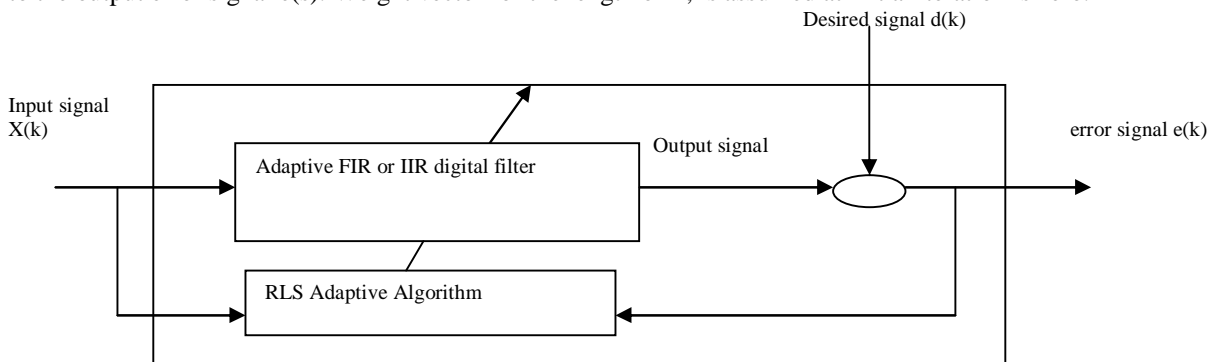 Desired signal d(k)
Input signal
X(k)
error signal e(k)
Output signal
Adaptive FIR or IIR digital filter
RLS Adaptive Algorithm